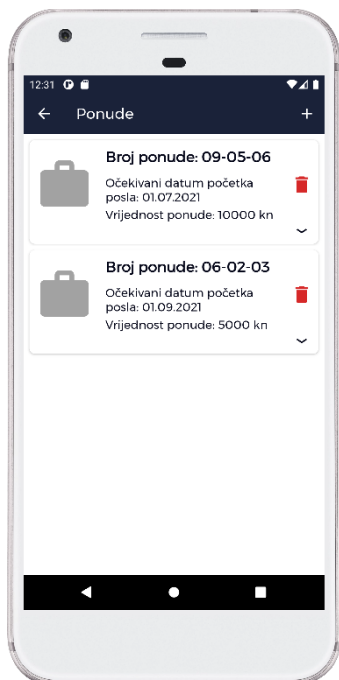 12:31
Ponude
Broj ponude: 09-05-06
Očekivani datum početka
posla: 01.07.2021
Vrijednost ponude: 10000 kn
Broj ponude: 06-02-03
Očekivani datum početka
posla: 01.09.2021
Vrijednost ponude: 5000 kn